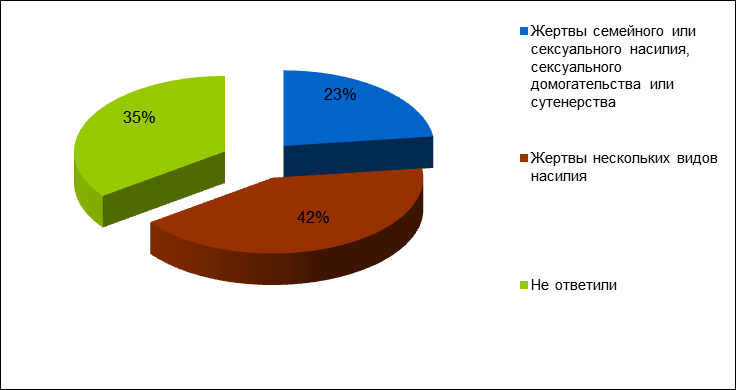 23%
35%
42%
Жертвы семейного или
сексуального насилия,
сексуального
домогательства или
сутенерства
Жертвы нескольких видов
насилия
Не ответили